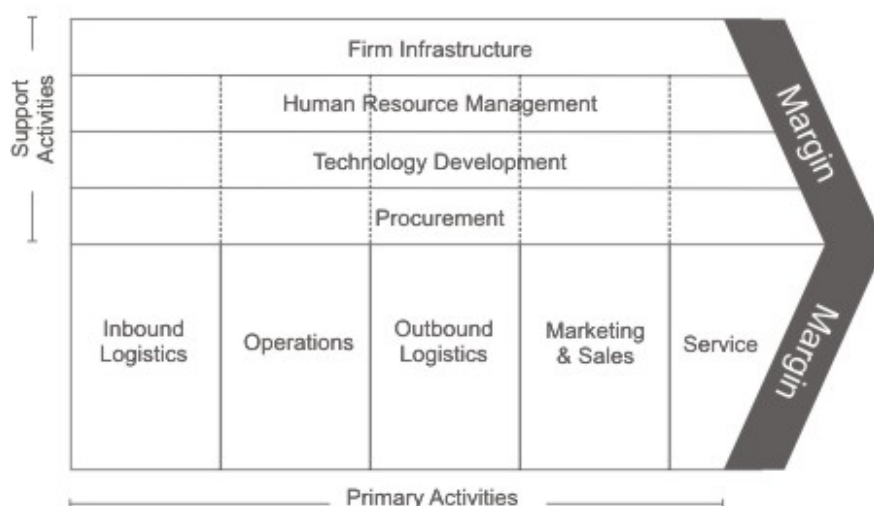 Support
Activities
Firm Infrastructure
Human Resource Management
Technology Development
Procurement
Margin
Inbound
Logistics
Operations
Outbound
Logistics
Marketing
& Sales
Service
Margin
Primary Activities